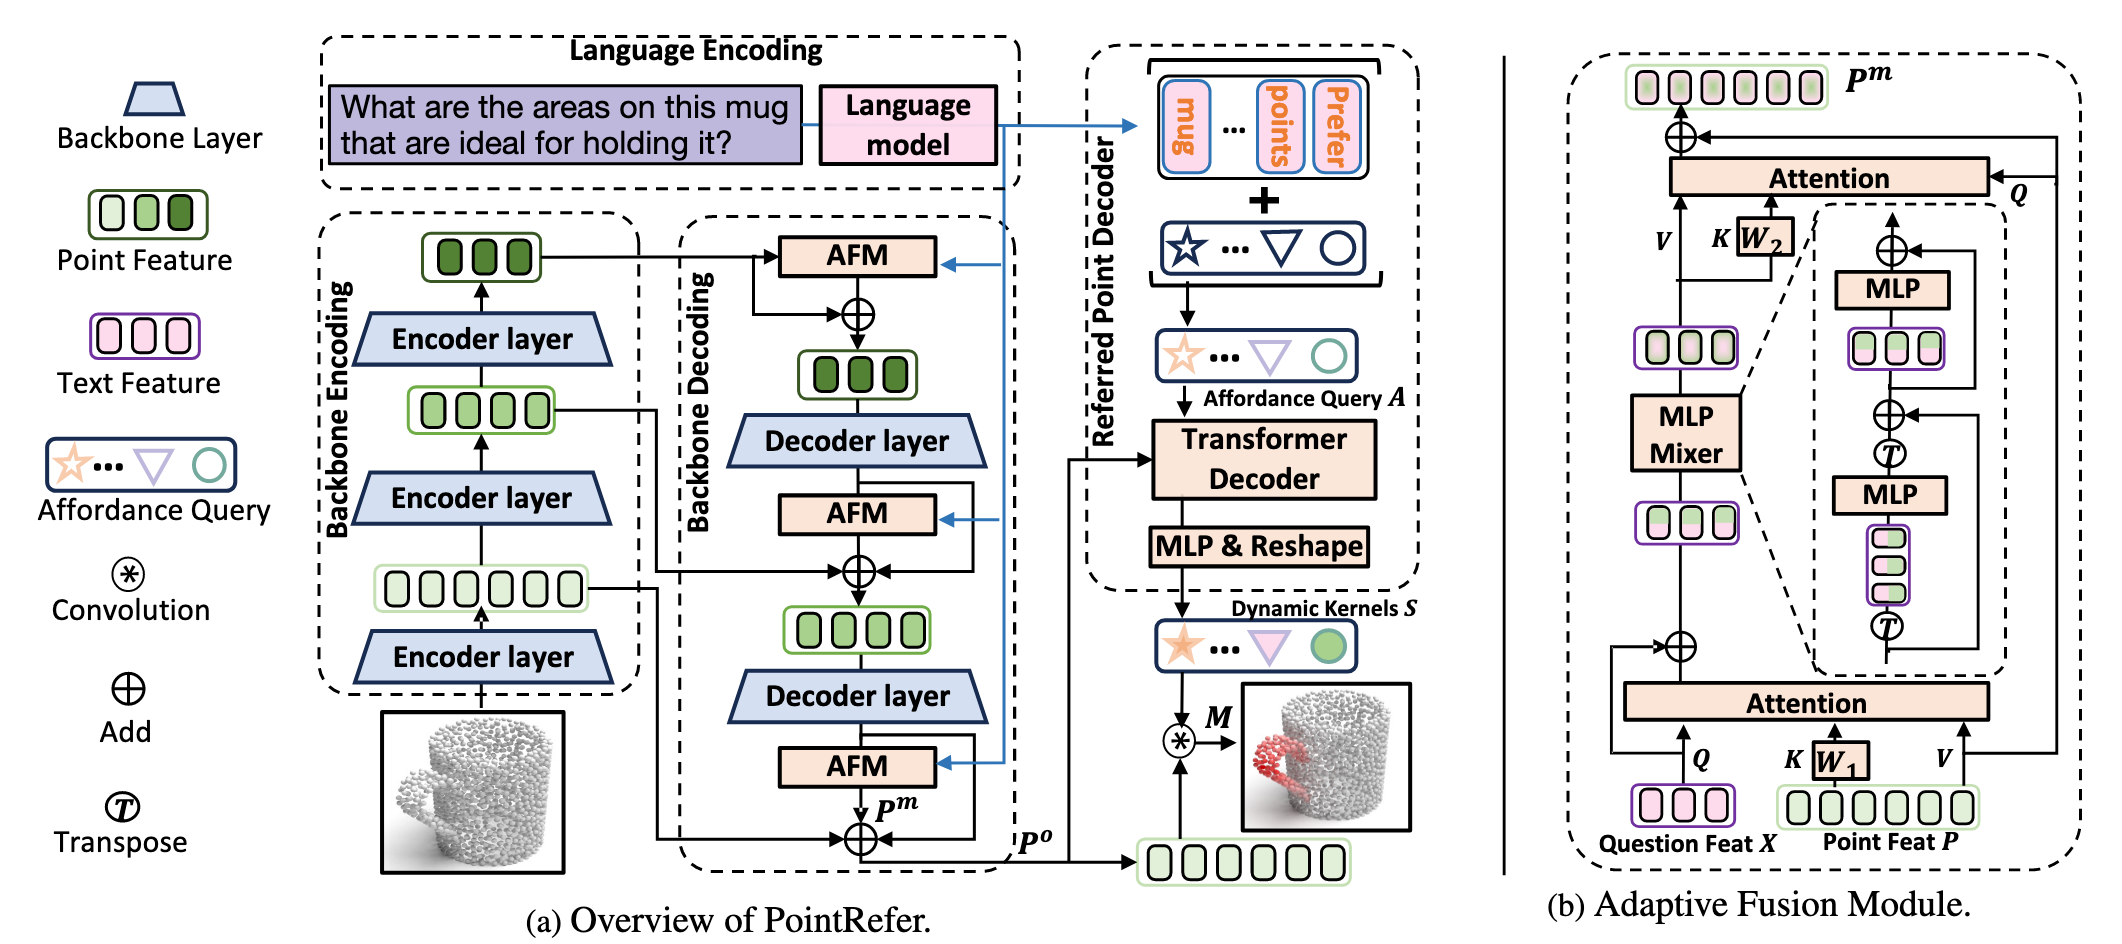 Backbone Layer
Point Feature
Text Feature
Affordance Query
Convolution
Add
T
Transpose
Language Encoding
What are the areas on this mug
that are ideal for holding it?
Language
model
Backbone Encoding
Encoder layer
Encoder layer
Encoder layer
Backbone Decoding
AFM
Decoder layer
AFM
Decoder layer
AFM
P^m
P^o
Referred Point Decoder
mug ... points Prefer
+
...
...
Affordance Query A
Transformer
Decoder
MLP & Reshape
Dynamic Kernels S
...
M
(a) Overview of PointRefer.
P^m
Attention
Q
V
K
W_2
MLP
Mixer
MLP
T
MLP
T
Attention
Q
K
W_1
V
Question Feat X
Point Feat P
(b) Adaptive Fusion Module.